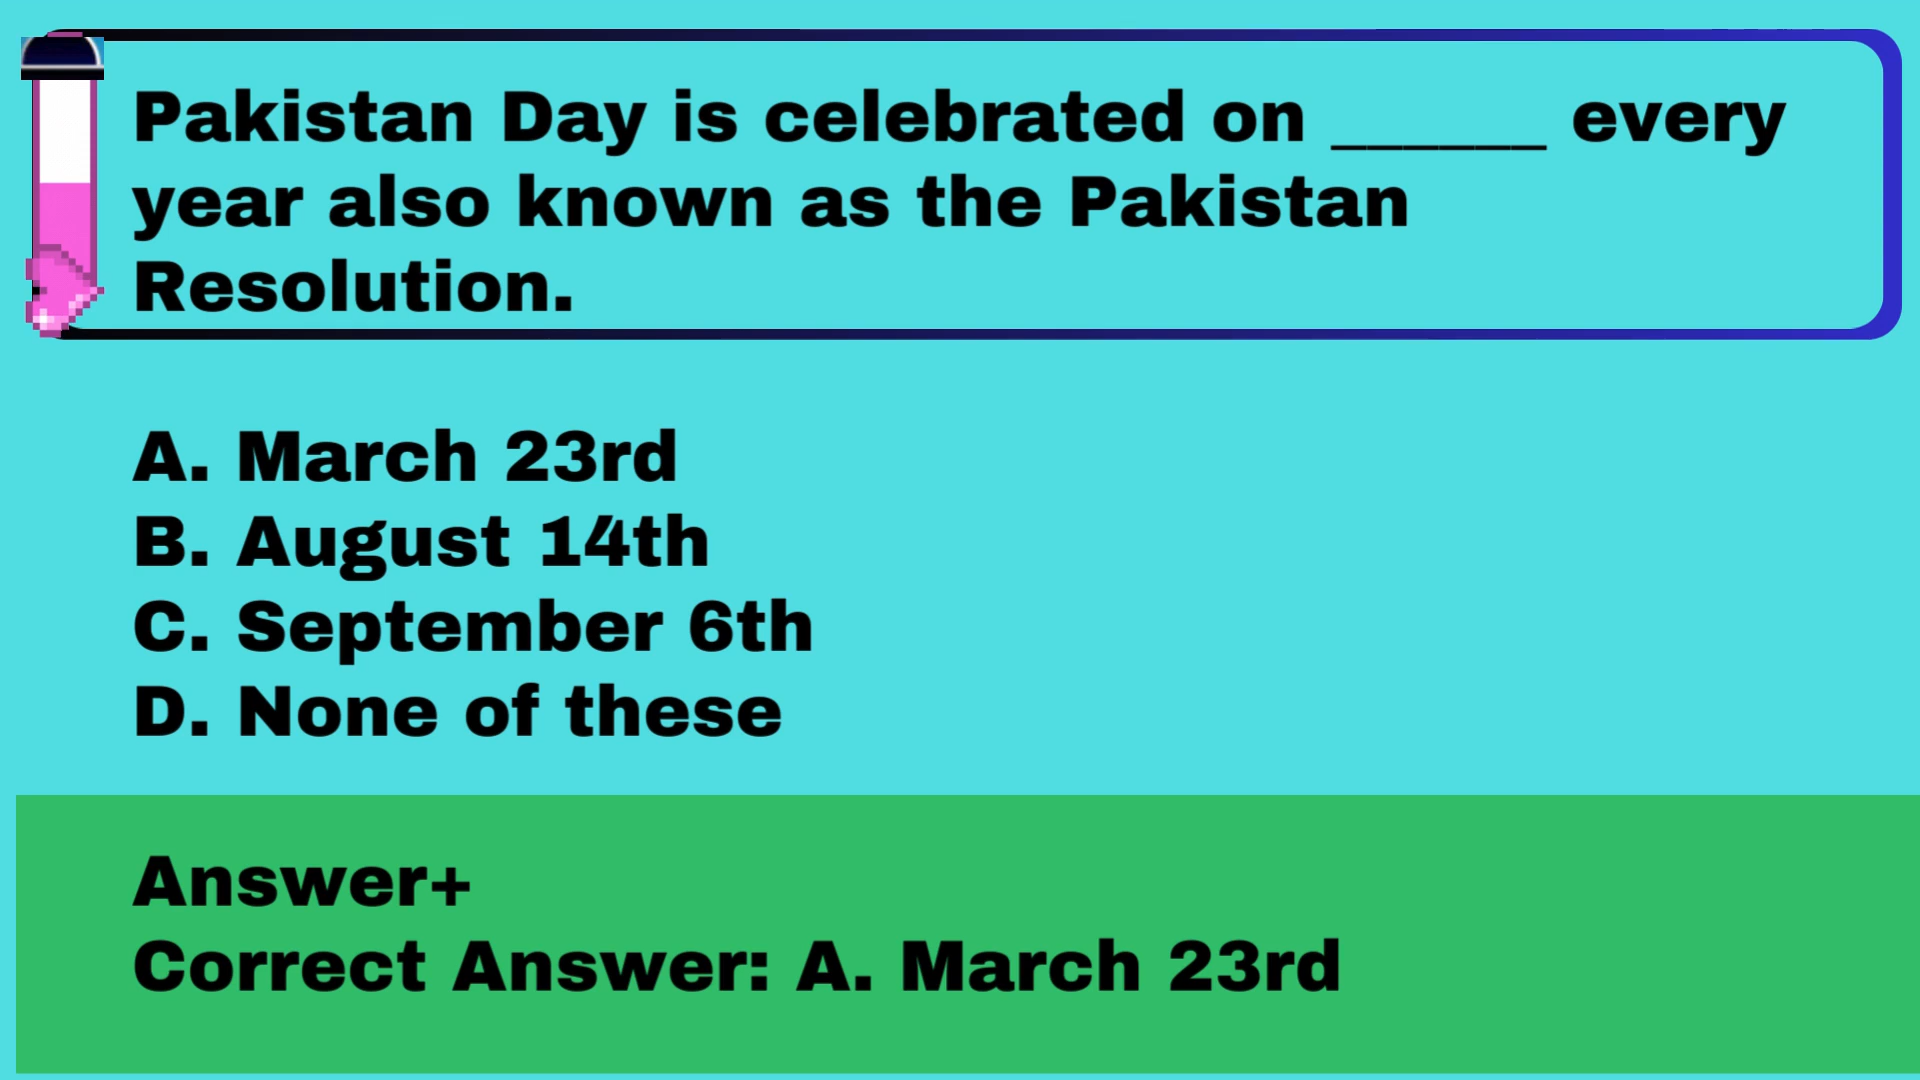 Pakistan Day is celebrated on ______ every
year also known as the Pakistan
Resolution.
A. March 23rd
B. August 14th
C. September 6th
D. None of these
Answer+
Correct Answer: A. March 23rd